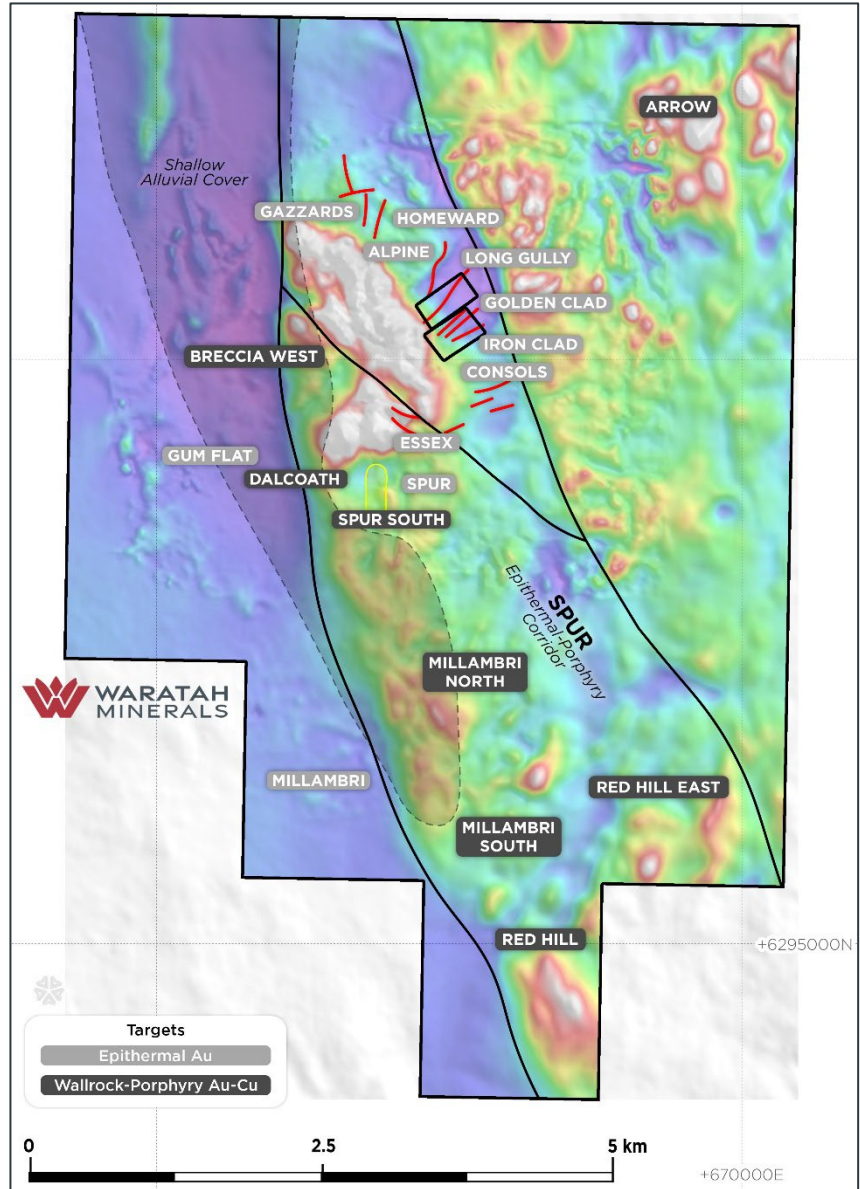 ARROW
Shallow
Alluvial Cover
GAZZARDS
HOMEWARD
ALPINE
LONG GULLY
GOLDEN CLAD
IRON CLAD
BRECCIA WEST
CONSOLS
ESSEX
GUM FLAT
DALCOATH
SPUR
SPUR SOUTH
SPUR
Epithermal-Porphyry
Corridor
MILLAMBRI
NORTH
WARATAH
MINERALS
MILLAMBRI
RED HILL EAST
MILLAMBRI
SOUTH
RED HILL
+6295000N
Targets
Epithermal Au
Wallrock-Porphyry Au-Cu
0
2.5
5 km
+670000E